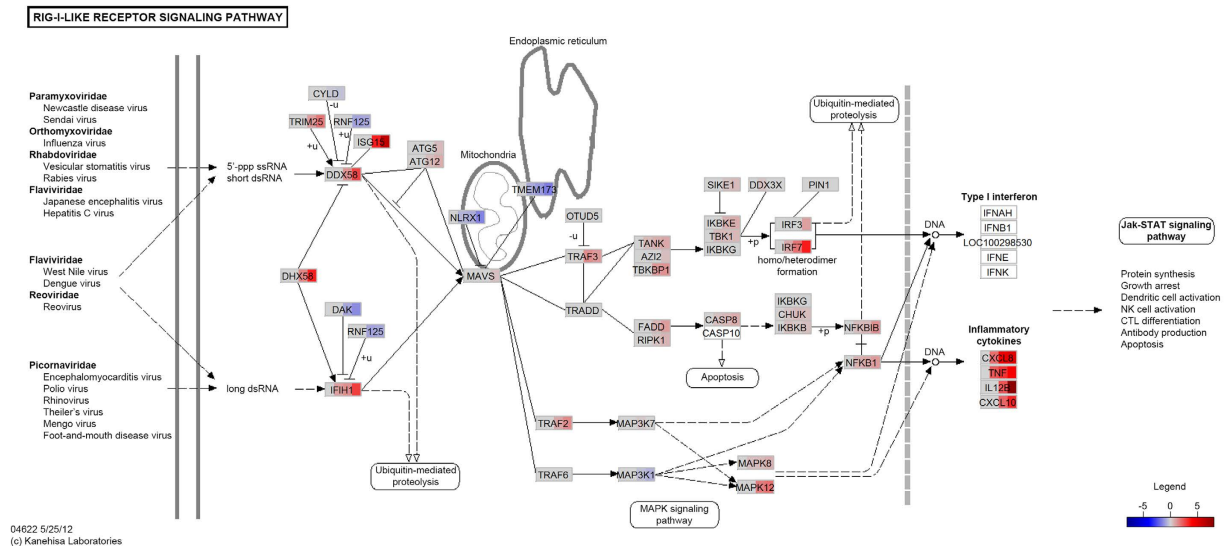 RIG-I-LIKE RECEPTOR SIGNALING PATHWAY
Endoplasmic reticulum
Paramyxoviridae
Newcastle disease virus
Sendai virus
Orthomyxoviridae
Influenza virus
Rhabdoviridae
Vesicular stomatitis virus
Rabies virus
Flaviviridae
Japanese encephalitis virus
Hepatitis C virus
Flaviviridae
West Nile virus
Dengue virus
Reoviridae
Reovirus
Picornaviridae
Encephalomyocarditis virus
Polio virus
Rhinovirus
Theiler's virus
Mengo virus
Foot-and-mouth disease virus
5'-ppp ssRNA
short dsRNA
long dsRNA
CYLD
-u
TRIM25
RNF125
+u
+u
ISG15
DDX58
ATG5
ATG12
DHX58
DAK
RNF125
+u
IFIH1
Ubiquitin-mediated
proteolysis
Mitochondria
TMEM173
NLRX1
MAVS
OTUD5
-u
TRAF3
TRADD
TANK
AZI2
TBKBP1
FADD
RIPK1
TRAF2
TRAF6
MAP3K7
MAP3K1
MAPK8
MAPK12
MAPK signaling
pathway
SIKE1
DDX3X
PIN1
IKBKE
TBK1
IKBKG
+p
IRF3
IRF7
homo/heterodimer
formation
CASP8
CASP10
Apoptosis
IKBKG
CHUK
IKBKB
+p
NFKBIB
NFKB1
Ubiquitin-mediated
proteolysis
DNA
DNA
Type I interferon
IFNAH
IFNB1
LOC100298530
IFNE
IFNK
Inflammatory
cytokines
CXCL8
TNF
IL12B
CXCL10
Jak-STAT signaling
pathway
Protein synthesis
Growth arrest
Dendritic cell activation
NK cell activation
CTL differentiation
Antibody production
Apoptosis
Legend
-5 0 5
04622 5/25/12
(c) Kanehisa Laboratories